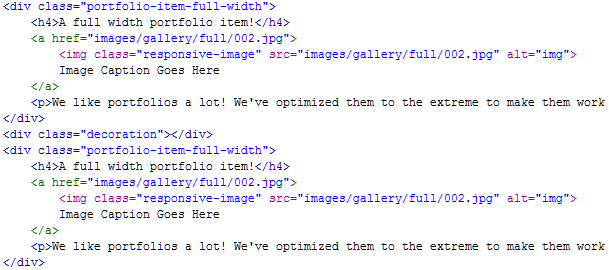 <div class="portfolio-item-full-width">
    <h4>A full width portfolio item!</h4>
    <a href="images/gallery/full/002.jpg">
        <img class="responsive-image" src="images/gallery/full/002.jpg" alt="img">
        Image Caption Goes Here
    </a>
    <p>We like portfolios a lot! We've optimized them to the extreme to make them work
</div>
<div class="decoration"></div>
<div class="portfolio-item-full-width">
    <h4>A full width portfolio item!</h4>
    <a href="images/gallery/full/002.jpg">
        <img class="responsive-image" src="images/gallery/full/002.jpg" alt="img">
        Image Caption Goes Here
    </a>
    <p>We like portfolios a lot! We've optimized them to the extreme to make them work
</div>